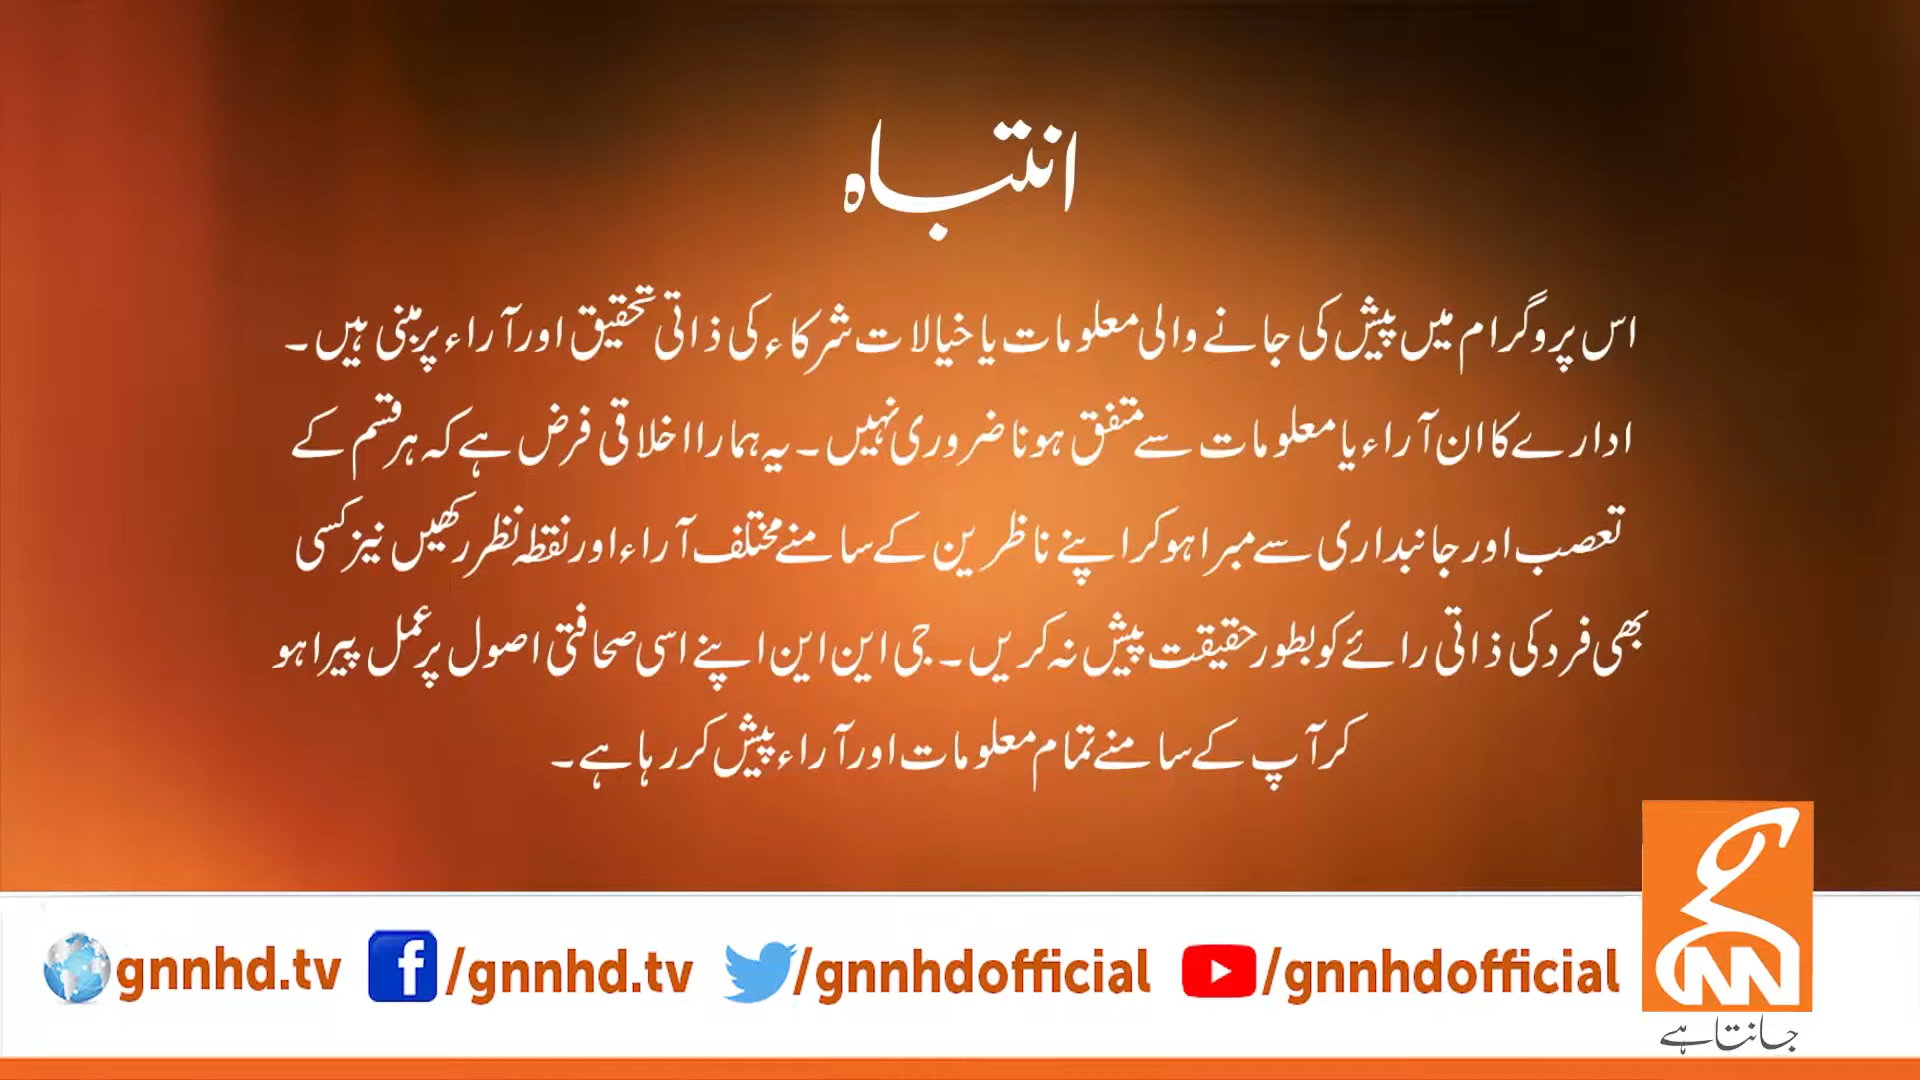 انتباہ
اس پروگرام میں پیش کی جانے والی معلومات یا خیالات شرکاء کی ذاتی تحقیق اور آراء پر مبنی ہیں۔
ادارے کا ان آراء یا معلومات سے متفق ہونا ضروری نہیں۔ یہ ہمارا اخلاقی فرض ہے کہ ہر قسم کے
تعصب اور جانبداری سے مبرا ہو کر اپنے ناظرین کے سامنے مختلف آراء اور نقطہ نظر رکھیں نیز کسی
بھی فرد کی ذاتی رائے کو بطور حقیقت پیش نہ کریں۔ جی این این اپنے اسی صحافتی اصول پر عمل پیرا ہو
کر آپ کے سامنے تمام معلومات اور آراء پیش کر رہا ہے۔
gnnhd.tv /gnnhd.tv /gnnhdofficial /gnnhdofficial
GNN
جانتا ہے